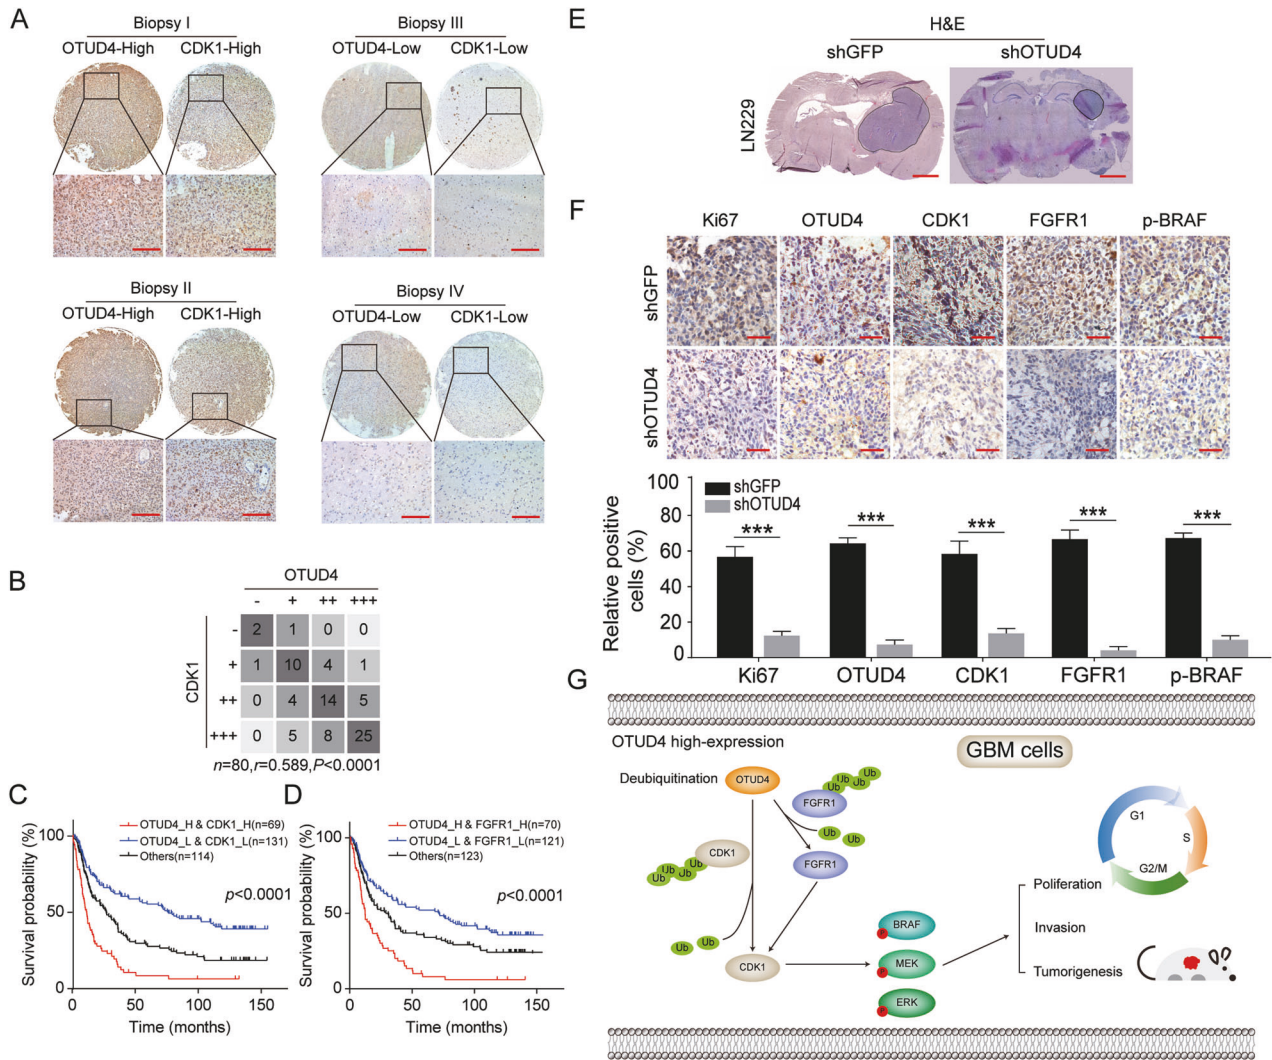 A
Biopsy I
OTUD4-High CDK1-High
Biopsy III
OTUD4-Low CDK1-Low
Biopsy II
OTUD4-High CDK1-High
Biopsy IV
OTUD4-Low CDK1-Low
B
OTUD4
- + ++ +++
CDK1
- 2 1 0 0
+ 1 10 4 1
++ 0 4 14 5
+++ 0 5 8 25
n=80,r=0.589,P<0.0001
C
Survival probability (%)
100
50
0
0 50 100 150
Time (months)
OTUD4_H & CDK1_H(n=69)
OTUD4_L & CDK1_L(n=131)
Others(n=114)
p<0.0001
D
Survival probability (%)
100
50
0
0 50 100 150
Time (months)
OTUD4_H & FGFR1_H(n=70)
OTUD4_L & FGFR1_L(n=121)
Others(n=123)
p<0.0001
E
H&E
shGFP shOTUD4
LN229
F
Ki67 OTUD4 CDK1 FGFR1 p-BRAF
shGFP
shOTUD4
Relative positive
cells (%)
100
80
60
40
20
0
shGFP
shOTUD4
*** *** *** *** ***
Ki67 OTUD4 CDK1 FGFR1 p-BRAF
G
OTUD4 high-expression
GBM cells
Deubiquitination
OTUD4
Ub Ub Ub Ub
FGFR1
Ub Ub
FGFR1
CDK1
Ub Ub Ub Ub
Ub Ub
CDK1
BRAF
P
MEK
P
ERK
P
G1
S
G2/M
Poliferation
Invasion
Tumorigenesis